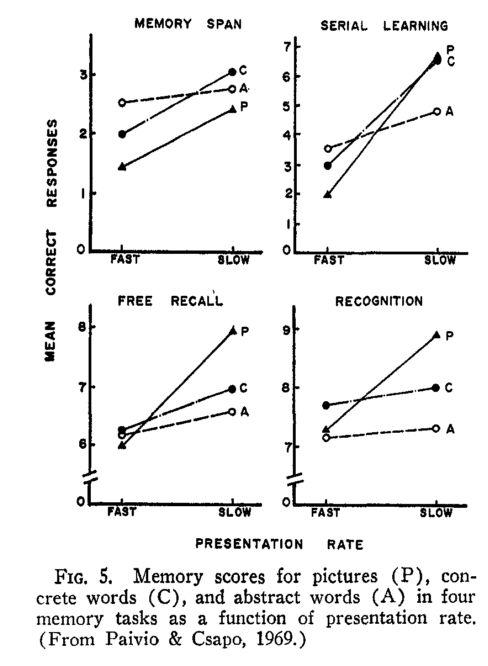 MEMORY SPAN
SERIAL LEARNING
MEAN CORRECT RESPONSES
3
2
1
0
C
A
P
FAST
SLOW
7
6
5
4
3
2
1
0
P
C
A
FAST
SLOW
FREE RECALL
RECOGNITION
8
7
6
0
P
C
A
FAST
SLOW
9
8
7
0
P
C
A
FAST
SLOW
PRESENTATION RATE
FIG. 5. Memory scores for pictures (P), con-
crete words (C), and abstract words (A) in four
memory tasks as a function of presentation rate.
(From Paivio & Csapo, 1969.)